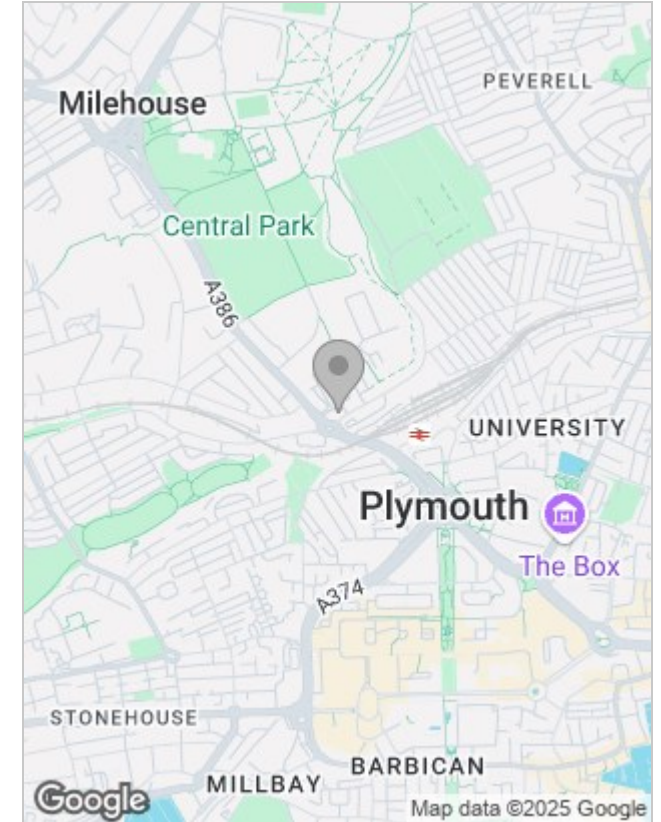 PEVERELL
Milehouse
Central Park
A386
UNIVERSITY
Plymouth
The Box
A374
STONEHOUSE
BARBICAN
MILLBAY
Google
Map data ©2025 Google